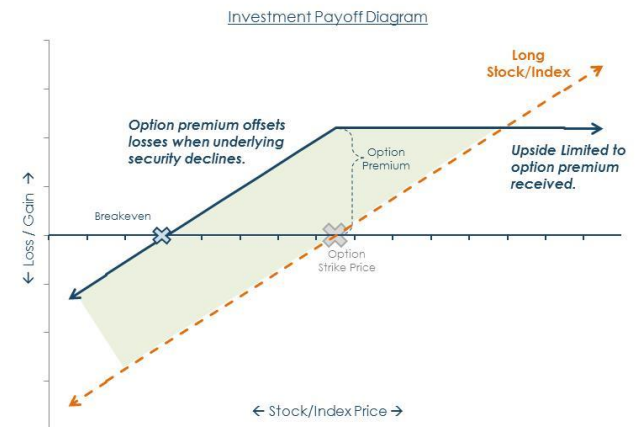 Investment Payoff Diagram
Long
Stock/Index
Option premium offsets
losses when underlying
security declines.
Option
Premium
Upside Limited to
option premium
received.
Breakeven
← Loss / Gain →
Option
Strike Price
← Stock/Index Price →